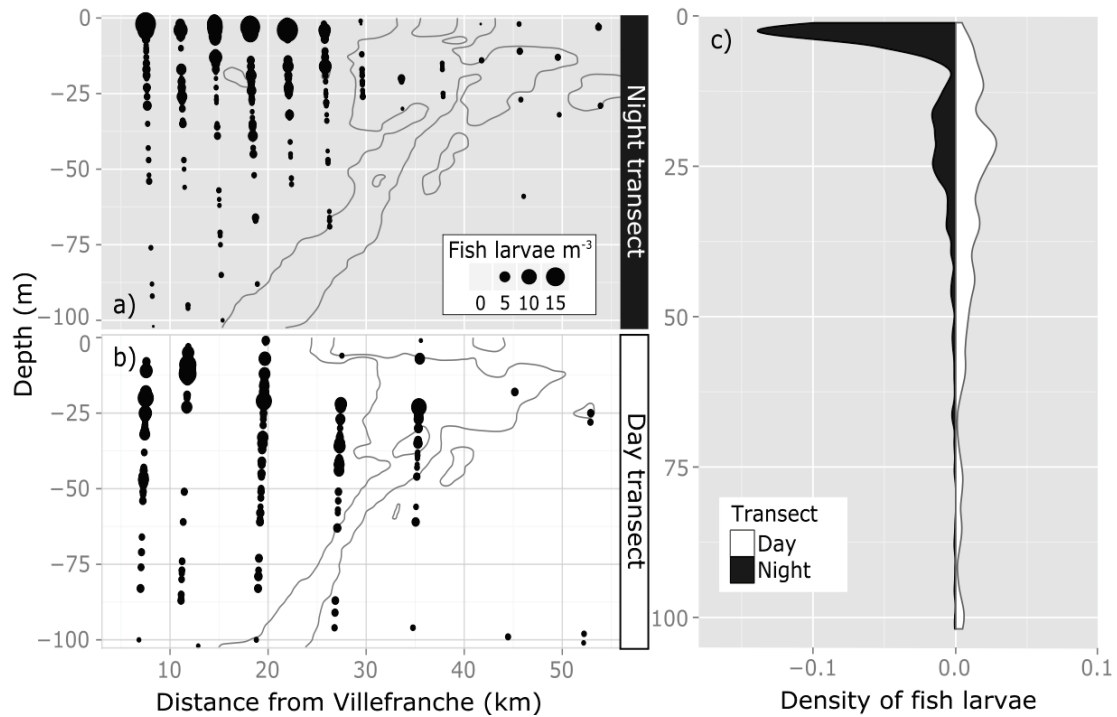 a)
0
−25
−50
−75
−100
Night transect
Fish larvae m-3
0 5 10 15
b)
0
−25
−50
−75
−100
Day transect
Depth (m)
10 20 30 40 50
Distance from Villefranche (km)
c)
0
25
50
75
100
Transect
Day
Night
−0.1 0.0 0.1
Density of fish larvae